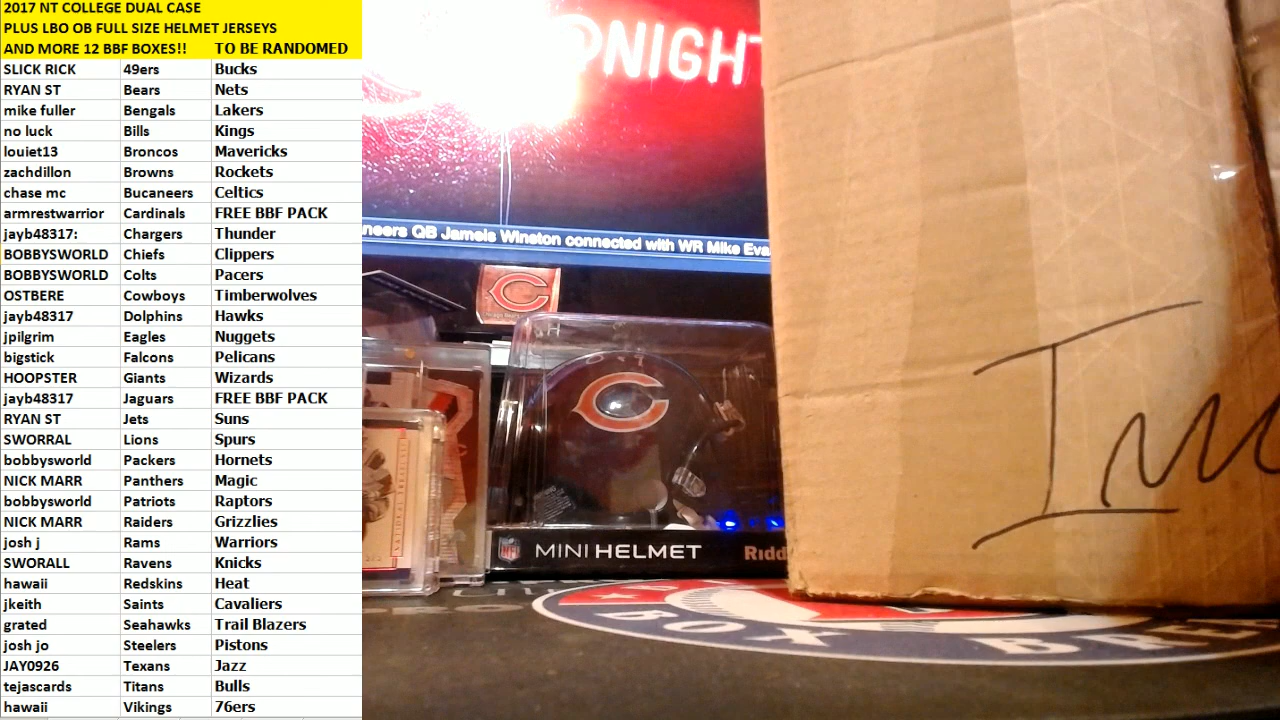 2017 NT COLLEGE DUAL CASE
PLUS LBO OB FULL SIZE HELMET JERSEYS
AND MORE 12 BBF BOXES!! TO BE RANDOMED
SLICK RICK 49ers Bucks
RYAN ST Bears Nets
mike fuller Bengals Lakers
no luck Bills Kings
louiet13 Broncos Mavericks
zachdillon Browns Rockets
chase mc Bucaneers Celtics
armrestwarrior Cardinals FREE BBF PACK
jayb48317: Chargers Thunder
BOBBYSWORLD Chiefs Clippers
BOBBYSWORLD Colts Pacers
OSTBERE Cowboys Timberwolves
jayb48317 Dolphins Hawks
jpilgrim Eagles Nuggets
bigstick Falcons Pelicans
HOOPSTER Giants Wizards
jayb48317 Jaguars FREE BBF PACK
RYAN ST Jets Suns
SWORRAL Lions Spurs
bobbysworld Packers Hornets
NICK MARR Panthers Magic
bobbysworld Patriots Raptors
NICK MARR Raiders Grizzlies
josh j Rams Warriors
SWORALL Ravens Knicks
hawaii Redskins Heat
jkeith Saints Cavaliers
grated Seahawks Trail Blazers
josh jo Steelers Pistons
JAY0926 Texans Jazz
tejascards Titans Bulls
hawaii Vikings 76ers
NIGHT
neers QB Jameis Winston connected with WR Mike Eva
C
C
NFL MINI HELMET Ridd
BOX BRE